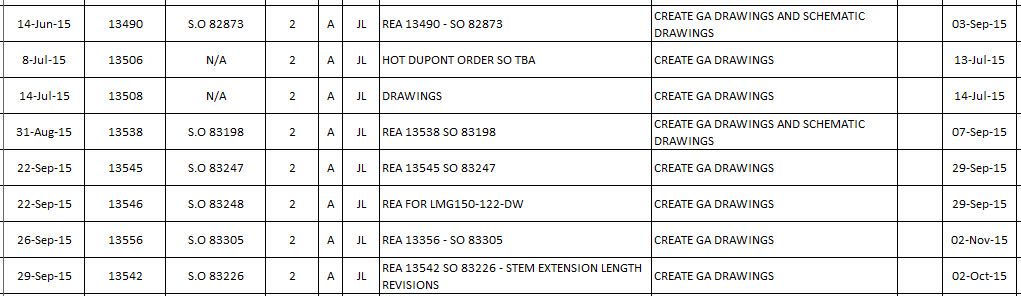 14-Jun-15 13490 S.O 82873 2 A JL REA 13490 - SO 82873 CREATE GA DRAWINGS AND SCHEMATIC DRAWINGS 03-Sep-15
8-Jul-15 13506 N/A 2 A JL HOT DUPONT ORDER SO TBA CREATE GA DRAWINGS 13-Jul-15
14-Jul-15 13508 N/A 2 A JL DRAWINGS CREATE GA DRAWINGS 14-Jul-15
31-Aug-15 13538 S.O 83198 2 A JL REA 13538 SO 83198 CREATE GA DRAWINGS AND SCHEMATIC DRAWINGS 07-Sep-15
22-Sep-15 13545 S.O 83247 2 A JL REA 13545 SO 83247 CREATE GA DRAWINGS 29-Sep-15
22-Sep-15 13546 S.O 83248 2 A JL REA FOR LMG150-122-DW CREATE GA DRAWINGS 29-Sep-15
26-Sep-15 13556 S.O 83305 2 A JL REA 13356 - SO 83305 CREATE GA DRAWINGS 02-Nov-15
29-Sep-15 13542 S.O 83226 2 A JL REA 13542 SO 83226 - STEM EXTENSION LENGTH REVISIONS CREATE GA DRAWINGS 02-Oct-15